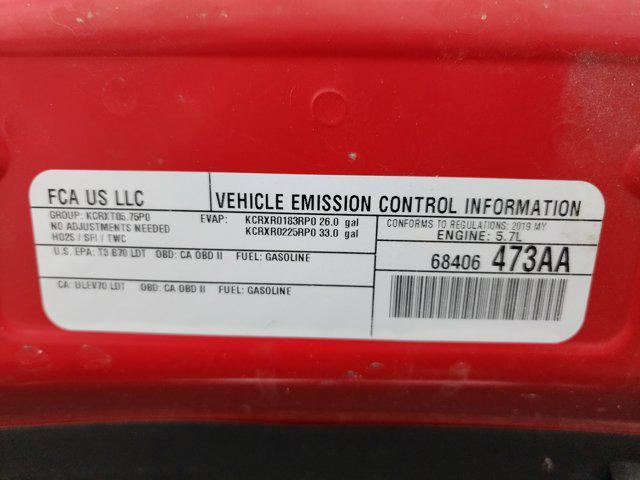 FCA US LLC
VEHICLE EMISSION CONTROL INFORMATION
GROUP: KCRXT05.75P0
NO ADJUSTMENTS NEEDED
HO2S / SFI / TWC
EVAP: KCRXR0183RP0 26.0 gal
KCRXR0225RP0 33.0 gal
CONFORMS TO REGULATIONS: 2019 MY
ENGINE: 5.7L
U.S. EPA: T3 B70 LDT OBD: CA OBD II FUEL: GASOLINE
CA: ULEV70 LDT OBD: CA OBD II FUEL: GASOLINE
68406 473AA